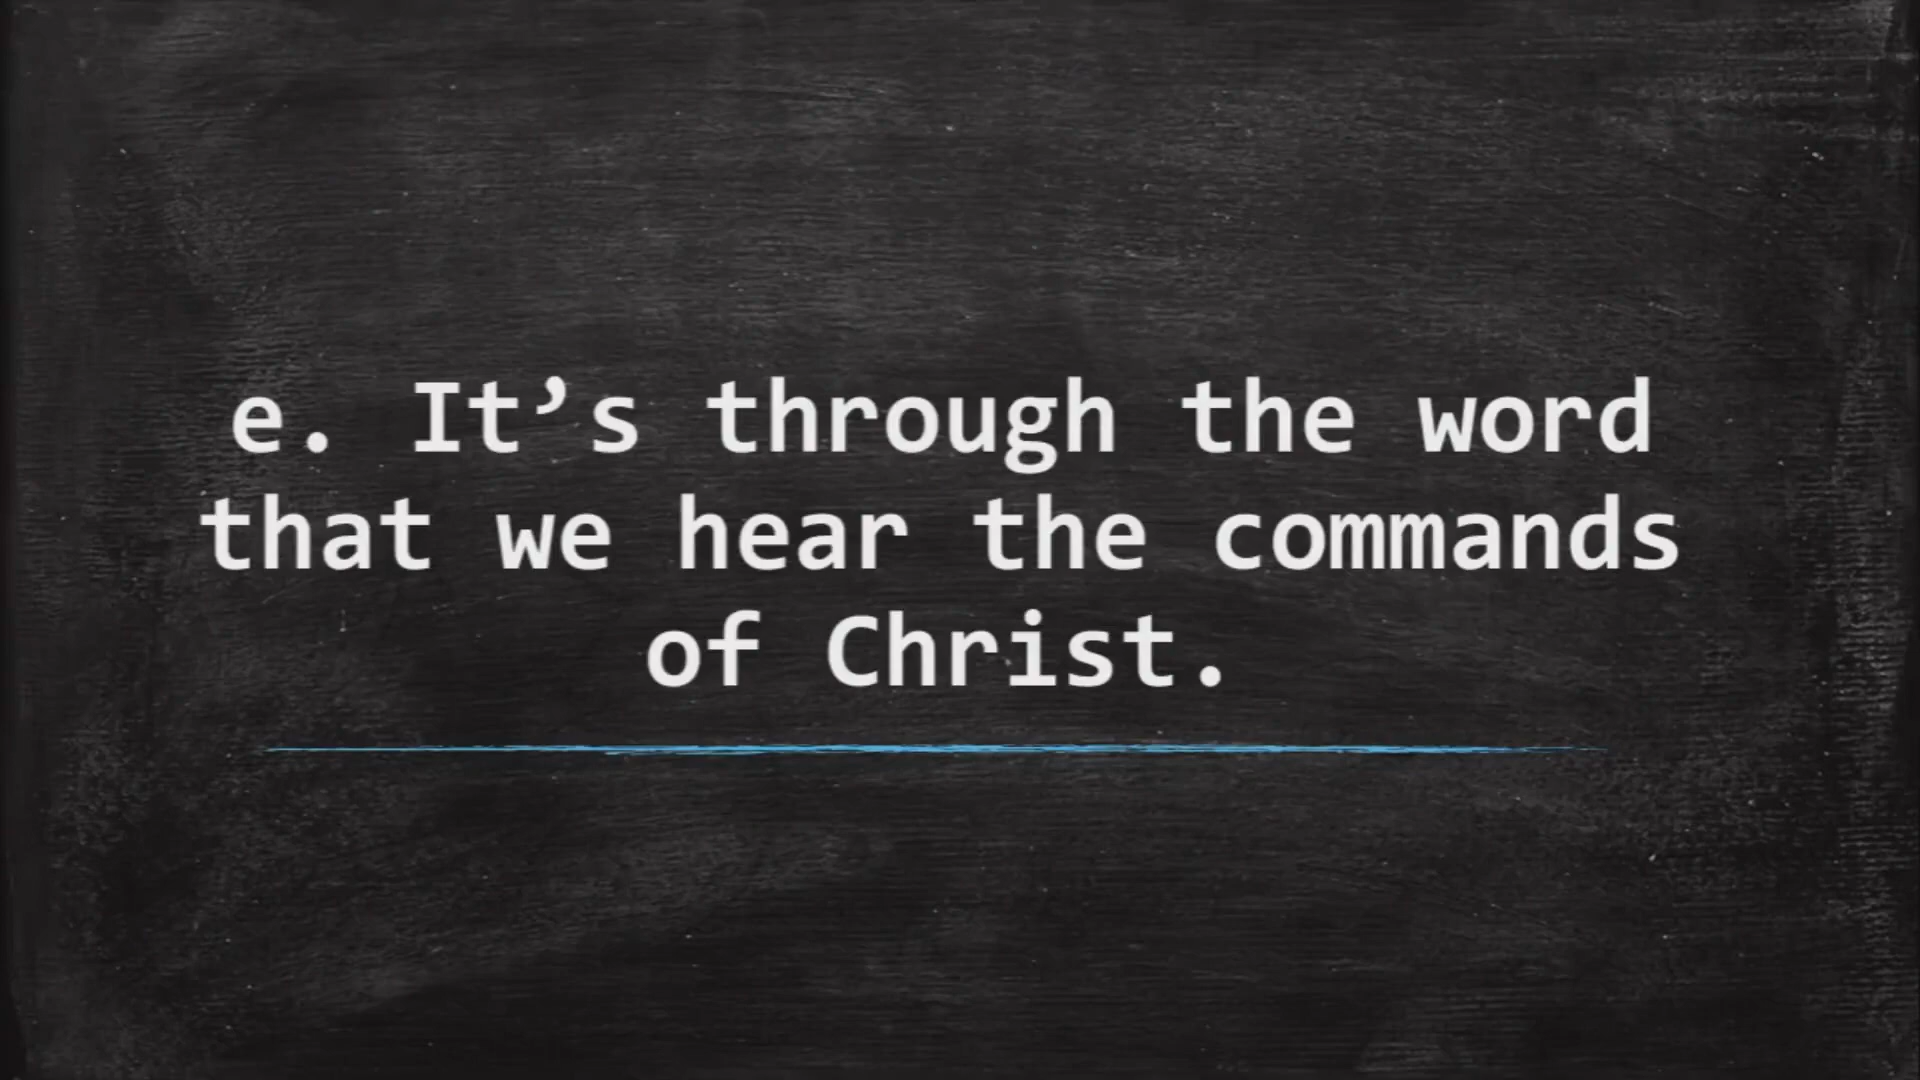 e. It’s through the word
that we hear the commands
of Christ.